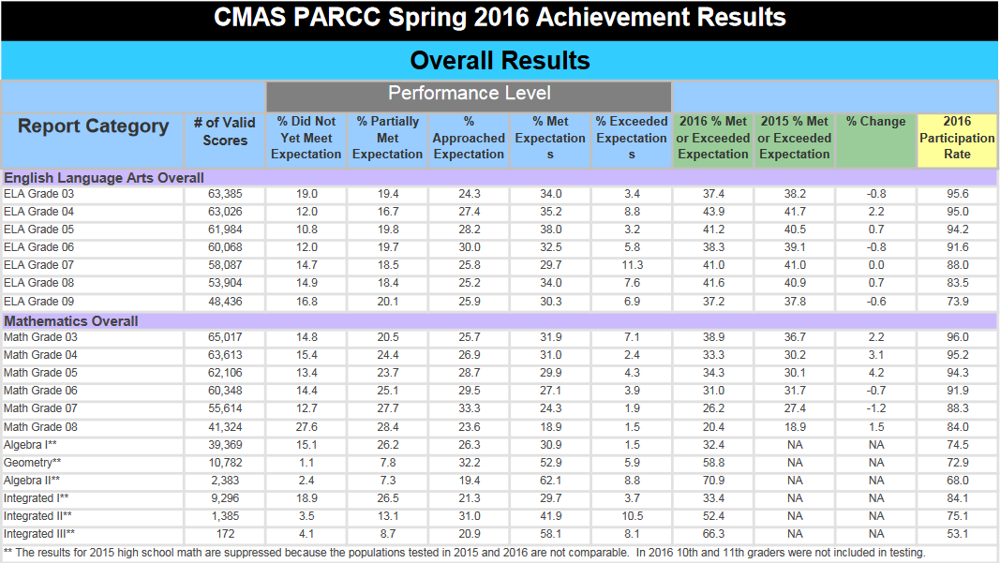 CMAS PARCC Spring 2016 Achievement Results
Overall Results
Performance Level
Report Category # of Valid Scores % Did Not Yet Meet Expectation % Partially Met Expectation % Approached Expectation % Met Expectation s % Exceeded Expectation s 2016 % Met or Exceeded Expectation 2015 % Met or Exceeded Expectation % Change 2016 Participation Rate
English Language Arts Overall
ELA Grade 03 63,385 19.0 19.4 24.3 34.0 3.4 37.4 38.2 -0.8 95.6
ELA Grade 04 63,026 12.0 16.7 27.4 35.2 8.8 43.9 41.7 2.2 95.0
ELA Grade 05 61,984 10.8 19.8 28.2 38.0 3.2 41.2 40.5 0.7 94.2
ELA Grade 06 60,068 12.0 19.7 30.0 32.5 5.8 38.3 39.1 -0.8 91.6
ELA Grade 07 58,087 14.7 18.5 25.8 29.7 11.3 41.0 41.0 0.0 88.0
ELA Grade 08 53,904 14.9 18.4 25.2 34.0 7.6 41.6 40.9 0.7 83.5
ELA Grade 09 48,436 16.8 20.1 25.9 30.3 6.9 37.2 37.8 -0.6 73.9
Mathematics Overall
Math Grade 03 65,017 14.8 20.5 25.7 31.9 7.1 38.9 36.7 2.2 96.0
Math Grade 04 63,613 15.4 24.4 26.9 31.0 2.4 33.3 30.2 3.1 95.2
Math Grade 05 62,106 13.4 23.7 28.7 29.9 4.3 34.3 30.1 4.2 94.3
Math Grade 06 60,348 14.4 25.1 29.5 27.1 3.9 31.0 31.7 -0.7 91.9
Math Grade 07 55,614 12.7 27.7 33.3 24.3 1.9 26.2 27.4 -1.2 88.3
Math Grade 08 41,324 27.6 28.4 23.6 18.9 1.5 20.4 18.9 1.5 84.0
Algebra I** 39,369 15.1 26.2 26.3 30.9 1.5 32.4 NA NA 74.5
Geometry** 10,782 1.1 7.8 32.2 52.9 5.9 58.8 NA NA 72.9
Algebra II** 2,383 2.4 7.3 19.4 62.1 8.8 70.9 NA NA 68.0
Integrated I** 9,296 18.9 26.5 21.3 29.7 3.7 33.4 NA NA 84.1
Integrated II** 1,385 3.5 13.1 31.0 41.9 10.5 52.4 NA NA 75.1
Integrated III** 172 4.1 8.7 20.9 58.1 8.1 66.3 NA NA 53.1
** The results for 2015 high school math are suppressed because the populations tested in 2015 and 2016 are not comparable. In 2016 10th and 11th graders were not included in testing.